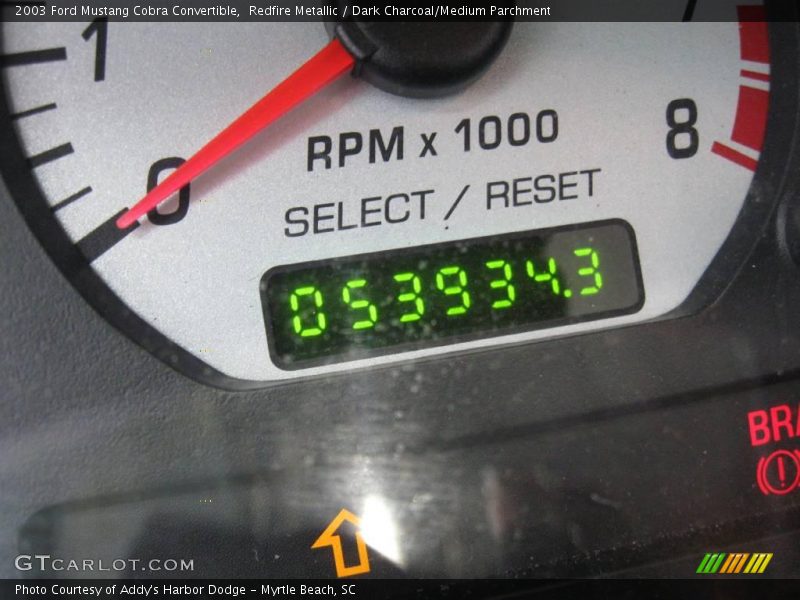 2003 Ford Mustang Cobra Convertible,  Redfire Metallic / Dark Charcoal/Medium Parchment
1
0
RPM x 1000
8
SELECT / RESET
053934.3
GTCARLOT.COM
Photo Courtesy of Addy's Harbor Dodge - Myrtle Beach, SC